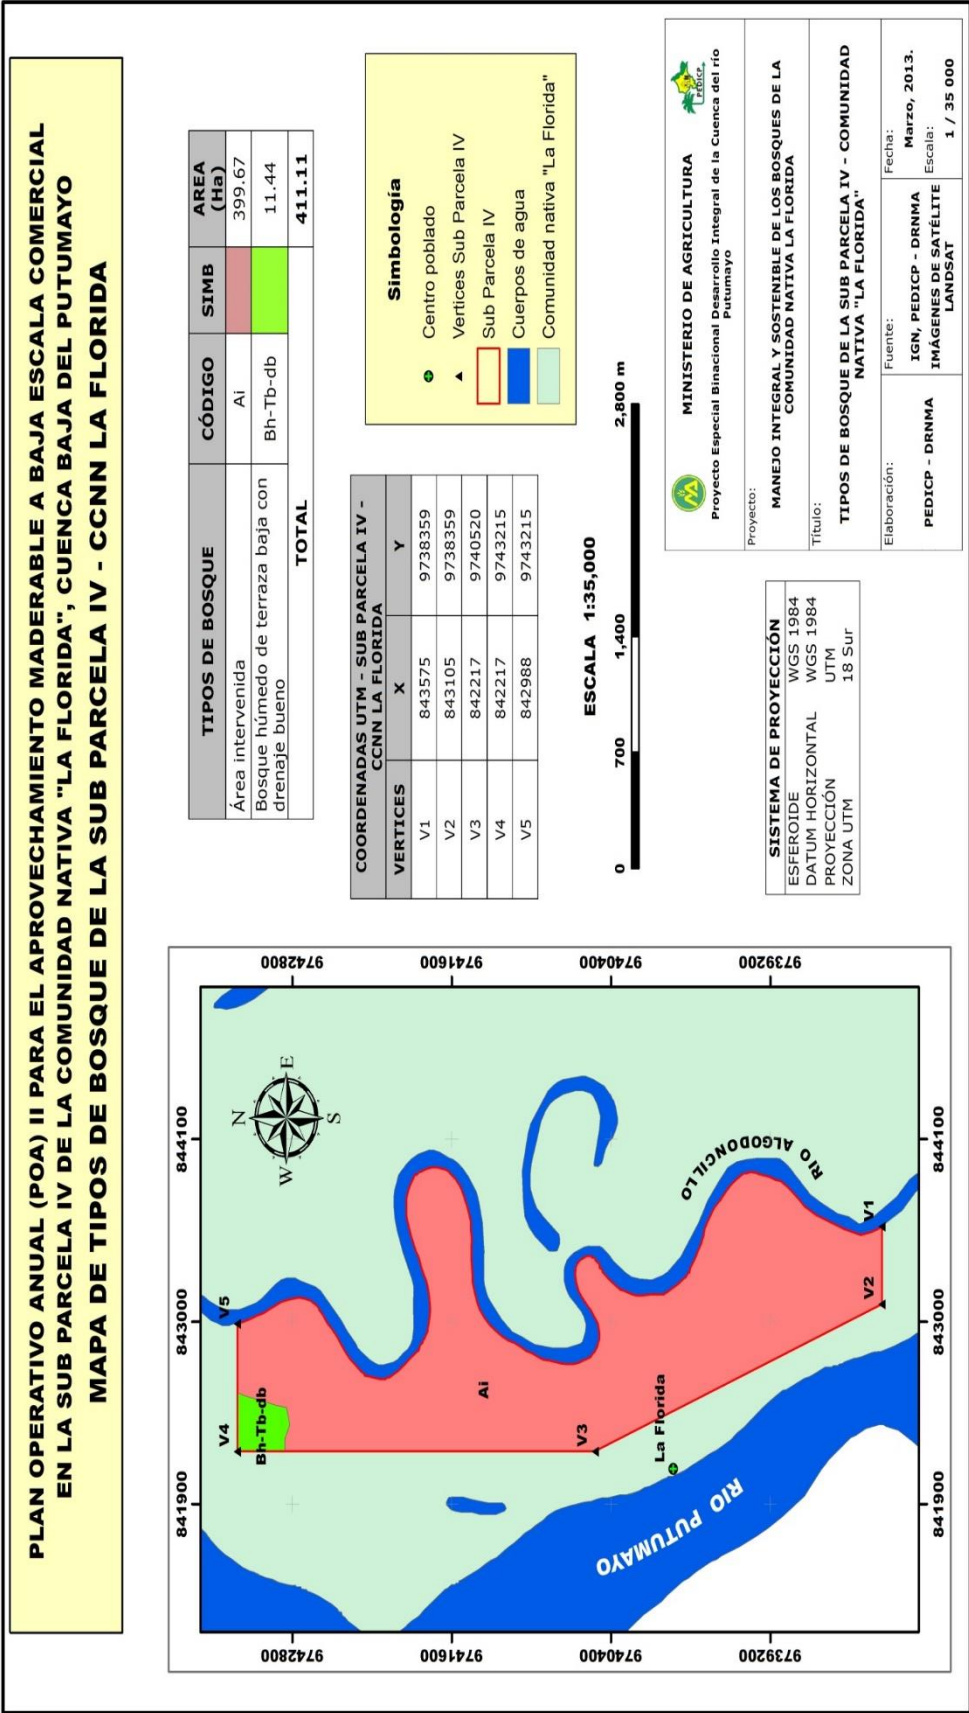 PLAN OPERATIVO ANUAL (POA) II PARA EL APROVECHAMIENTO MADERABLE A BAJA ESCALA COMERCIAL
EN LA SUB PARCELA IV DE LA COMUNIDAD NATIVA "LA FLORIDA", CUENCA BAJA DEL PUTUMAYO
MAPA DE TIPOS DE BOSQUE DE LA SUB PARCELA IV - CCNN LA FLORIDA
841900 843000 844100
9742800
9741600
9740400
9739200
9742800
9741600
9740400
9739200
841900 843000 844100
N
W E
S
V4
V5
Bh-Tb-db
Ai
V3
La Florida
V2
V1
RIO PUTUMAYO
RIO ALGODONCILLO
TIPOS DE BOSQUE CÓDIGO SIMB AREA
(Ha)
Área intervenida Ai 399.67
Bosque húmedo de terraza baja con
drenaje bueno Bh-Tb-db 11.44
TOTAL 411.11
COORDENADAS UTM - SUB PARCELA IV -
CCNN LA FLORIDA
VERTICES X Y
V1 843575 9738359
V2 843105 9738359
V3 842217 9740520
V4 842217 9743215
V5 842988 9743215
Simbología
Centro poblado
Vertices Sub Parcela IV
Sub Parcela IV
Cuerpos de agua
Comunidad nativa "La Florida"
ESCALA 1:35,000
0 700 1,400 2,800 m
SISTEMA DE PROYECCIÓN
ESFEROIDE WGS 1984
DATUM HORIZONTAL WGS 1984
PROYECCIÓN UTM
ZONA UTM 18 Sur
MINISTERIO DE AGRICULTURA
PEDICP
Proyecto Especial Binacional Desarrollo Integral de la Cuenca del río
Putumayo
Proyecto:
MANEJO INTEGRAL Y SOSTENIBLE DE LOS BOSQUES DE LA
COMUNIDAD NATIVA LA FLORIDA
Título:
TIPOS DE BOSQUE DE LA SUB PARCELA IV - COMUNIDAD
NATIVA "LA FLORIDA"
Elaboración:
PEDICP - DRNMA
Fuente:
IGN, PEDICP - DRNMA
IMÁGENES DE SATÉLITE
LANDSAT
Fecha:
Marzo, 2013.
Escala:
1 / 35 000